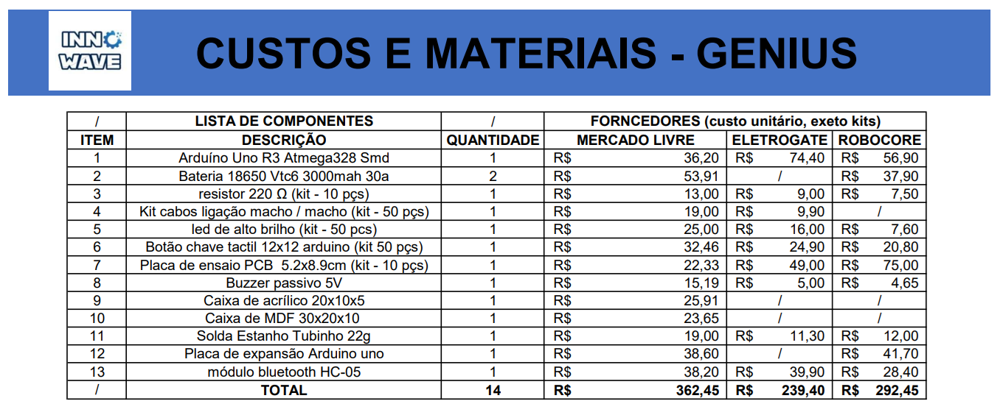 INN
WAVE
CUSTOS E MATERIAIS - GENIUS
/ LISTA DE COMPONENTES / FORNCEDORES (custo unitário, exeto kits)
ITEM DESCRIÇÃO QUANTIDADE MERCADO LIVRE ELETROGATE ROBOCORE
1 Arduíno Uno R3 Atmega328 Smd 1 R$ 36,20 R$ 74,40 R$ 56,90
2 Bateria 18650 Vtc6 3000mah 30a 2 R$ 53,91 / R$ 37,90
3 resistor 220 Ω (kit - 10 pçs) 1 R$ 13,00 R$ 9,00 R$ 7,50
4 Kit cabos ligação macho / macho (kit - 50 pçs) 1 R$ 19,00 R$ 9,90 /
5 led de alto brilho (kit - 50 pcs) 1 R$ 25,00 R$ 16,00 R$ 7,60
6 Botão chave tactil 12x12 arduino (kit 50 pçs) 1 R$ 32,46 R$ 24,90 R$ 20,80
7 Placa de ensaio PCB 5.2x8.9cm (kit - 10 pçs) 1 R$ 22,33 R$ 49,00 R$ 75,00
8 Buzzer passivo 5V 1 R$ 15,19 R$ 5,00 R$ 4,65
9 Caixa de acrílico 20x10x5 1 R$ 25,91 / /
10 Caixa de MDF 30x20x10 1 R$ 23,65 / /
11 Solda Estanho Tubinho 22g 1 R$ 19,00 R$ 11,30 R$ 12,00
12 Placa de expansão Arduino uno 1 R$ 38,60 / R$ 41,70
13 módulo bluetooth HC-05 1 R$ 38,20 R$ 39,90 R$ 28,40
/ TOTAL 14 R$ 362,45 R$ 239,40 R$ 292,45